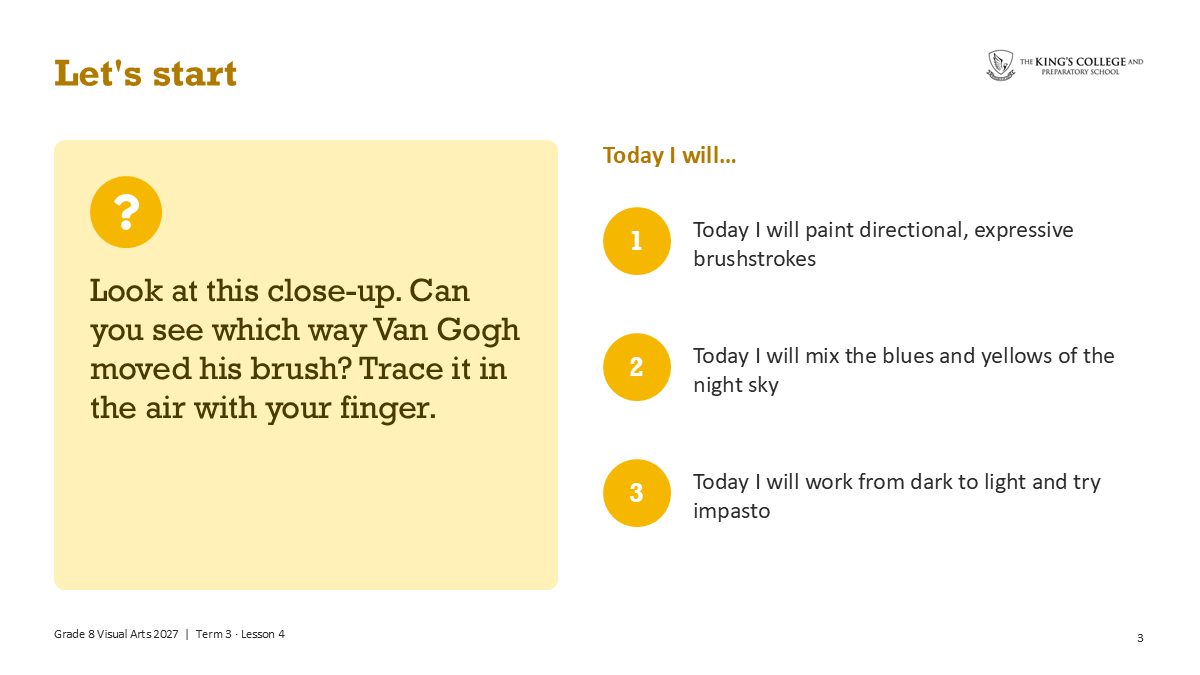 Let's start
THE KING'S COLLEGE AND
PREPARATORY SCHOOL
?
Look at this close-up. Can
you see which way Van Gogh
moved his brush? Trace it in
the air with your finger.
Today I will...
1
Today I will paint directional, expressive
brushstrokes
2
Today I will mix the blues and yellows of the
night sky
3
Today I will work from dark to light and try
impasto
Grade 8 Visual Arts 2027 | Term 3 · Lesson 4
3